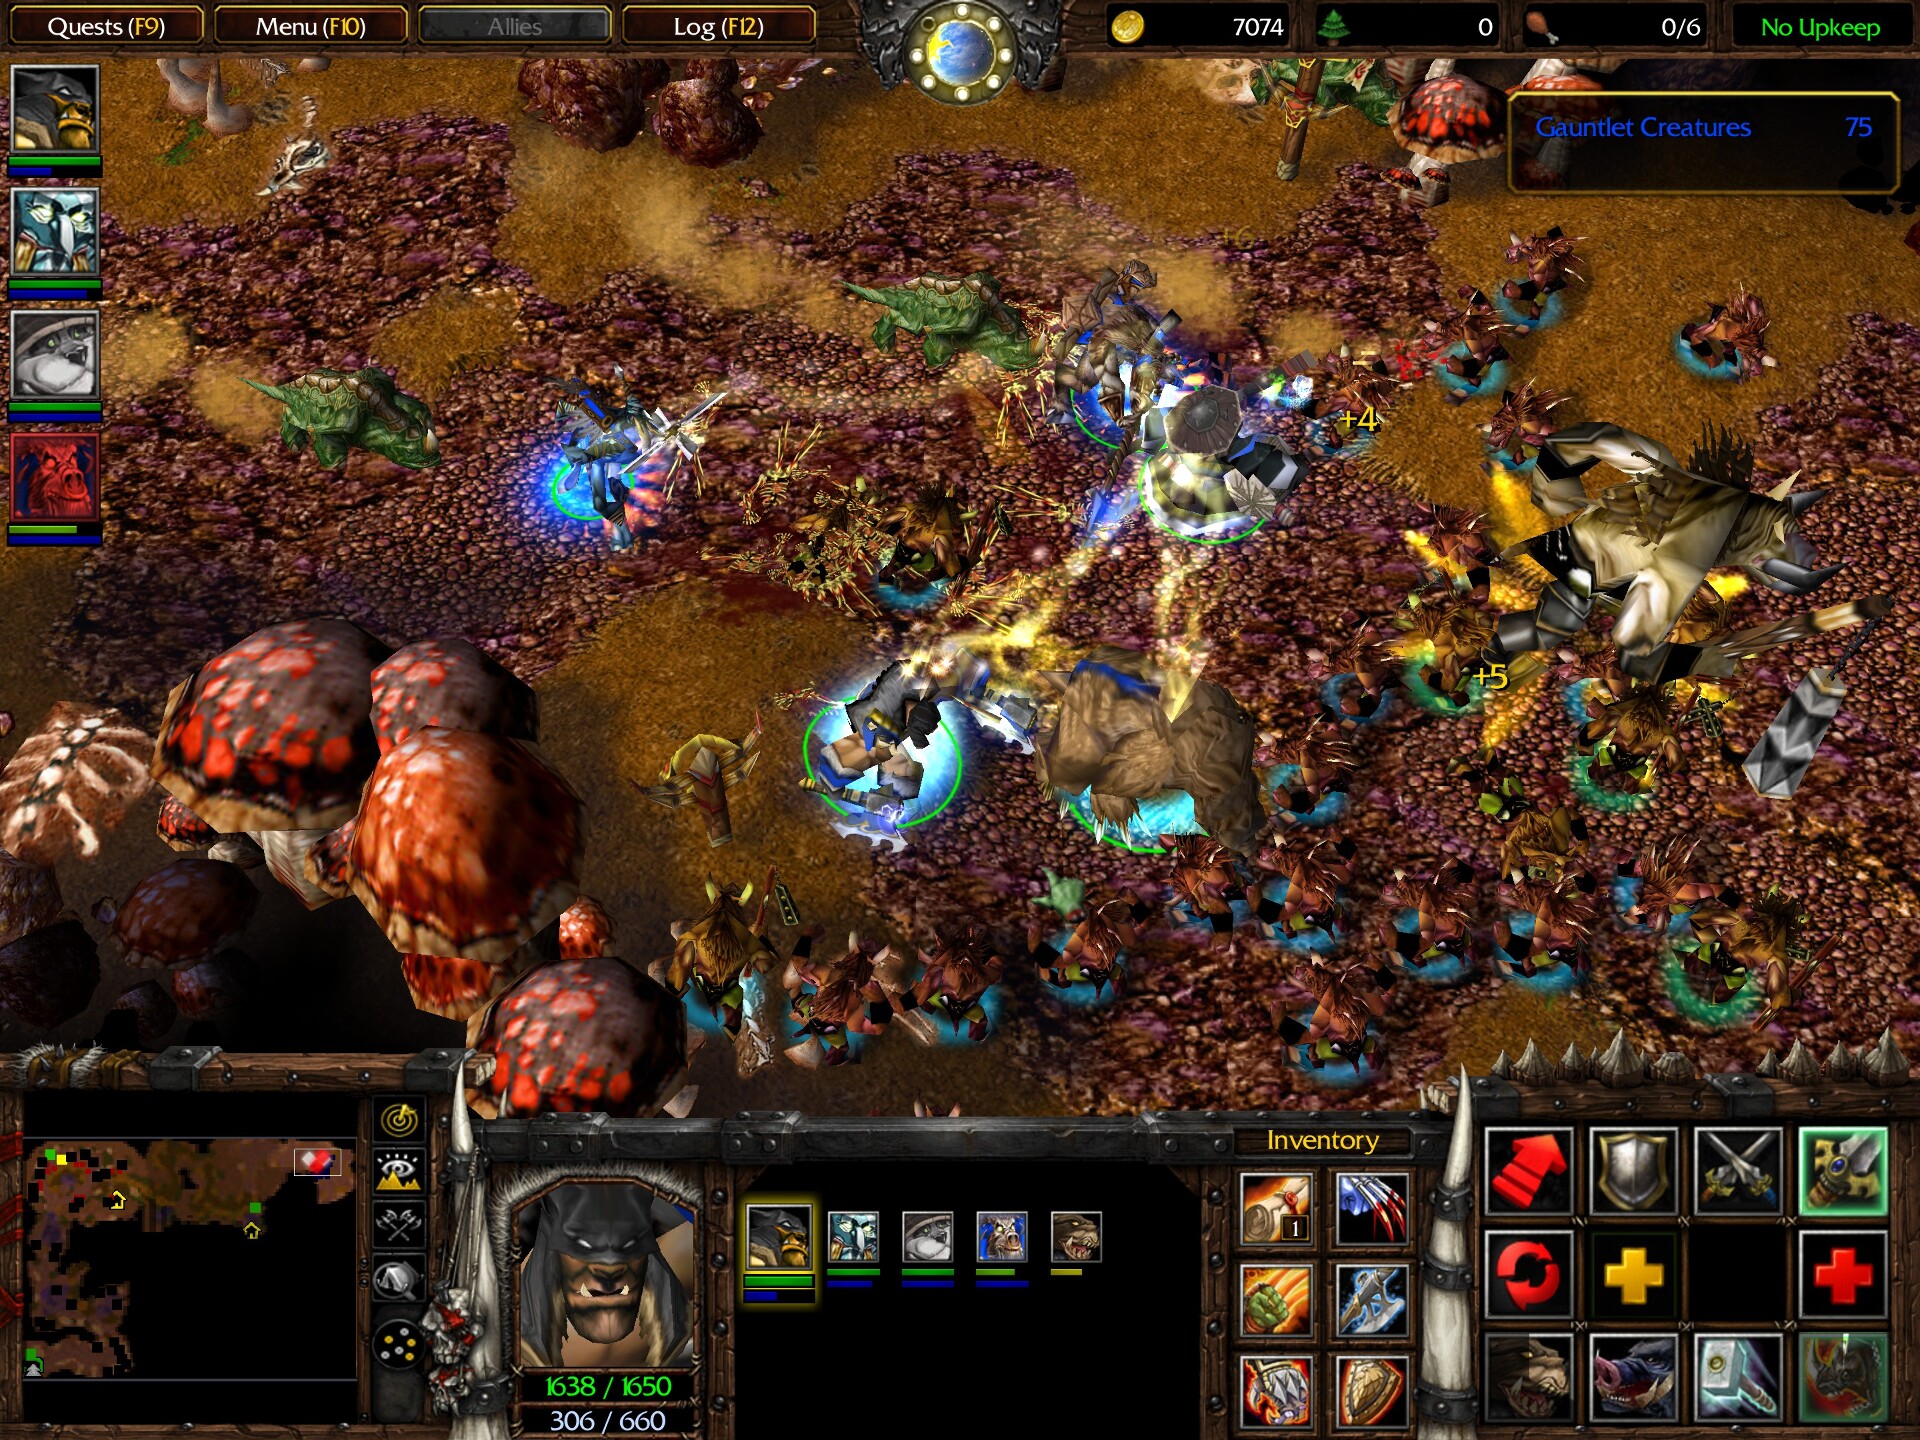 Quests (F9)
Menu (F10)
Allies
Log (F12)
7074
0
0/6
No Upkeep
Gauntlet Creatures 75
+6
+4
+5
Inventory
1
1638 / 1650
306 / 660